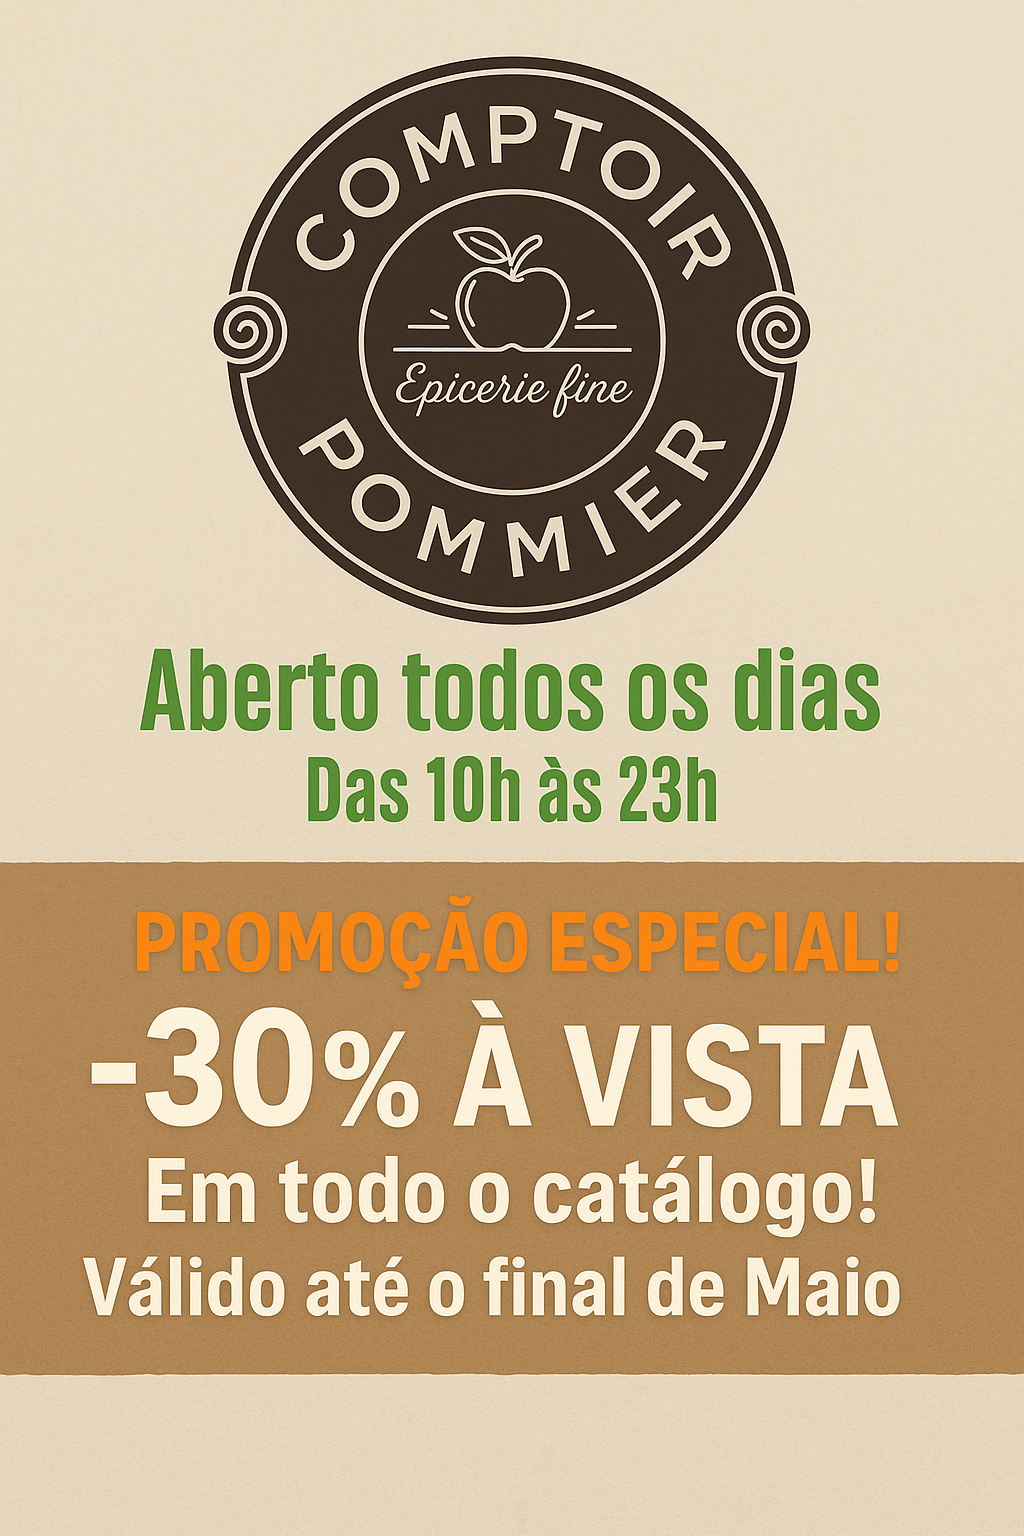 COMPTOIR
Epicerie fine
POMMIER
Aberto todos os dias
Das 10h às 23h
PROMOÇÃO ESPECIAL!
-30% À VISTA
Em todo o catálogo!
Válido até o final de Maio